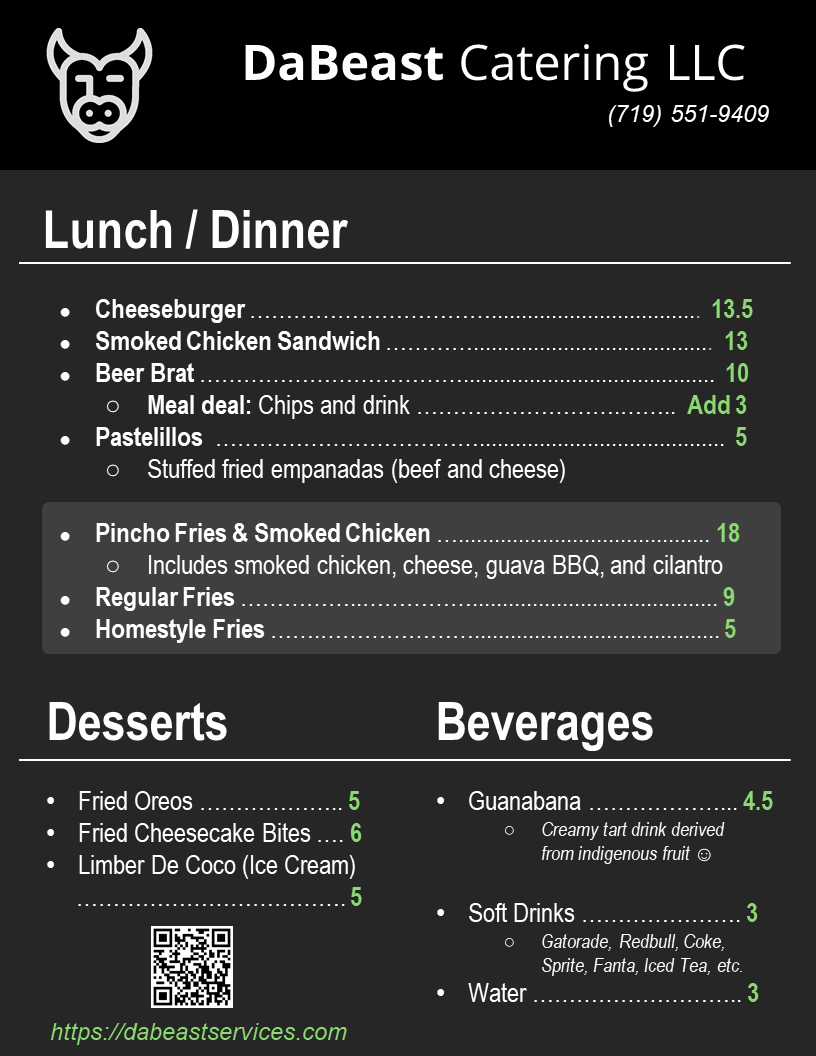 DaBeast Catering LLC
(719) 551-9409
Lunch / Dinner
● Cheeseburger ........................................ 13.5
● Smoked Chicken Sandwich ........................................ 13
● Beer Brat ........................................ 10
○ Meal deal: Chips and drink ........................................ Add 3
● Pastelillos ........................................ 5
○ Stuffed fried empanadas (beef and cheese)
● Pincho Fries & Smoked Chicken ........................................ 18
○ Includes smoked chicken, cheese, guava BBQ, and cilantro
● Regular Fries ........................................ 9
● Homestyle Fries ........................................ 5
Desserts
• Fried Oreos ........................ 5
• Fried Cheesecake Bites .... 6
• Limber De Coco (Ice Cream)
........................................ 5
https://dabeastservices.com
Beverages
• Guanabana ........................ 4.5
○ Creamy tart drink derived
from indigenous fruit ☺
• Soft Drinks ........................ 3
○ Gatorade, Redbull, Coke,
Sprite, Fanta, Iced Tea, etc.
• Water ........................ 3